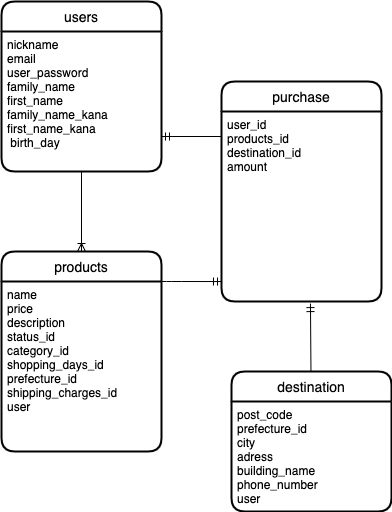 users
nickname
email
user_password
family_name
first_name
family_name_kana
first_name_kana
birth_day
purchase
user_id
products_id
destination_id
amount
products
name
price
description
status_id
category_id
shopping_days_id
prefecture_id
shipping_charges_id
user
destination
post_code
prefecture_id
city
adress
building_name
phone_number
user